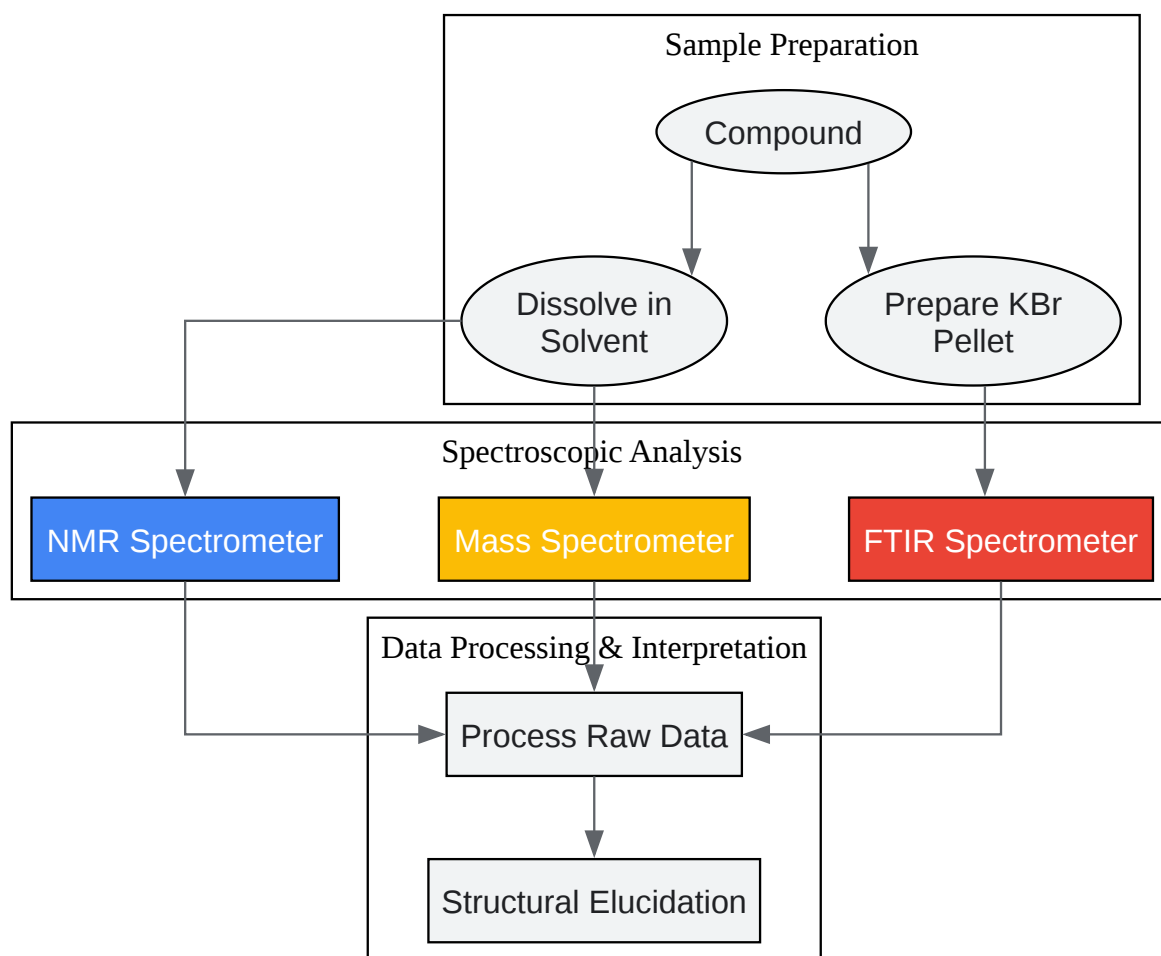 Sample Preparation
Compound
Dissolve in
Solvent
Prepare KBr
Pellet
Spectroscopic Analysis
NMR Spectrometer
Mass Spectrometer
FTIR Spectrometer
Data Processing & Interpretation
Process Raw Data
Structural Elucidation